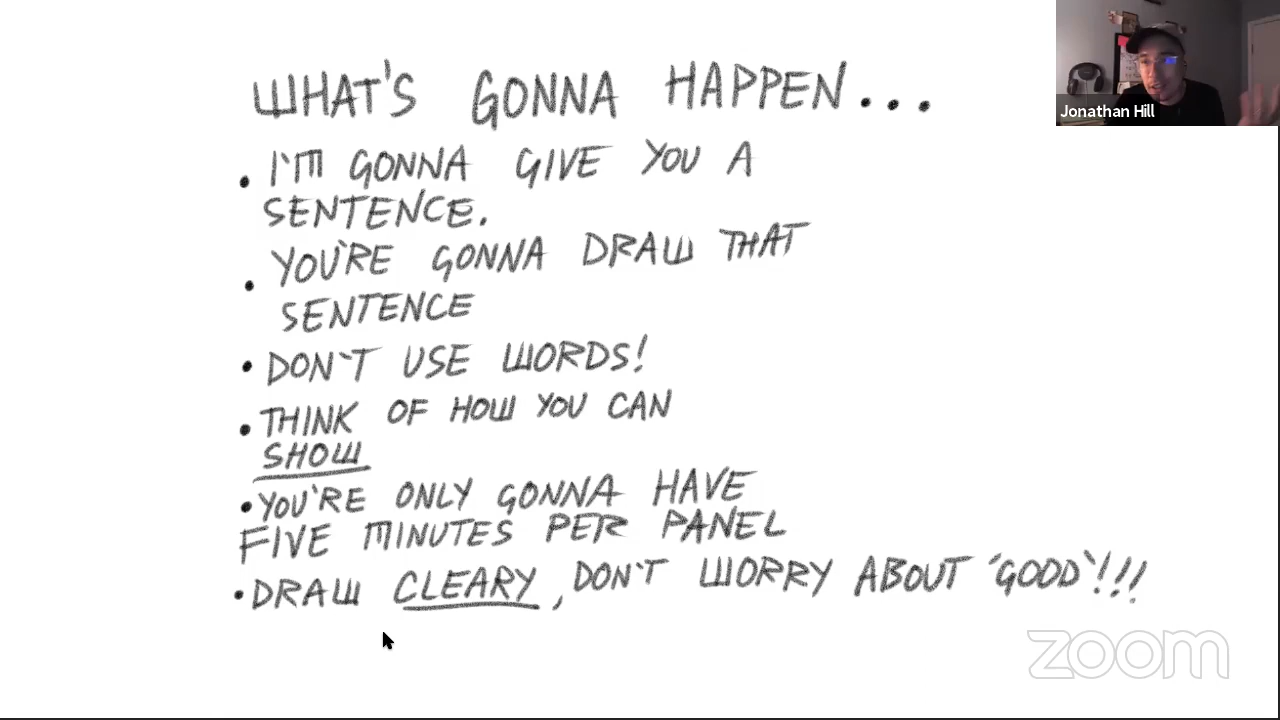 WHAT'S GONNA HAPPEN...
• I'M GONNA GIVE YOU A
SENTENCE.
• YOU'RE GONNA DRAW THAT
SENTENCE
• DON'T USE WORDS!
• THINK OF HOW YOU CAN
SHOW
• YOU'RE ONLY GONNA HAVE
FIVE MINUTES PER PANEL
• DRAW CLEARY, DON'T WORRY ABOUT "GOOD"!!!
Jonathan Hill
zoom